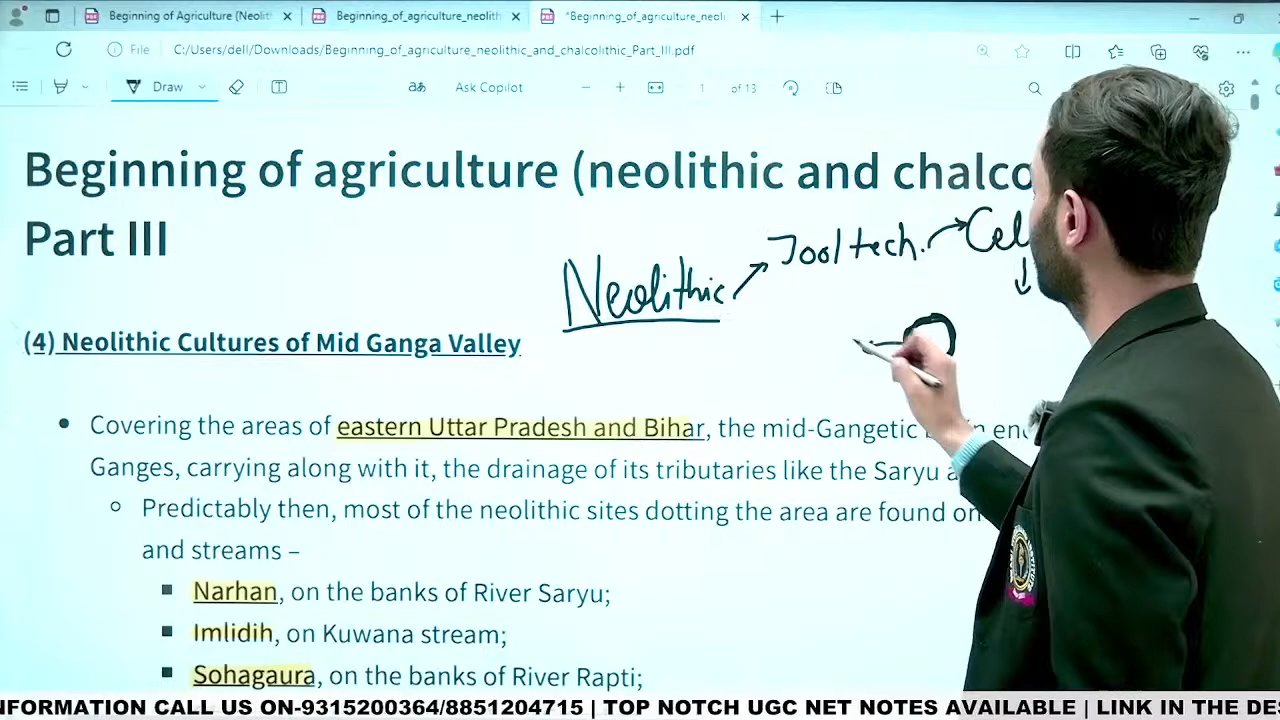 Beginning of Agriculture (Neolit
Beginning_of_agriculture_neolith
*Beginning_of_agriculture_neol
File
C:/Users/dell/Downloads/Beginning_of_agriculture_neolithic_and_chalcolithic_Part_III.pdf
Draw
Ask Copilot
1 of 13
Beginning of agriculture (neolithic and chalco
Part III
Neolithic
Tool tech.
Cel
(4) Neolithic Cultures of Mid Ganga Valley
Covering the areas of eastern Uttar Pradesh and Bihar, the mid-Gangetic
Ganges, carrying along with it, the drainage of its tributaries like the Saryu
Predictably then, most of the neolithic sites dotting the area are found on
and streams –
Narhan, on the banks of River Saryu;
Imlidih, on Kuwana stream;
Sohagaura, on the banks of River Rapti;
NFORMATION CALL US ON-9315200364/8851204715 | TOP NOTCH UGC NET NOTES AVAILABLE | LINK IN THE DE